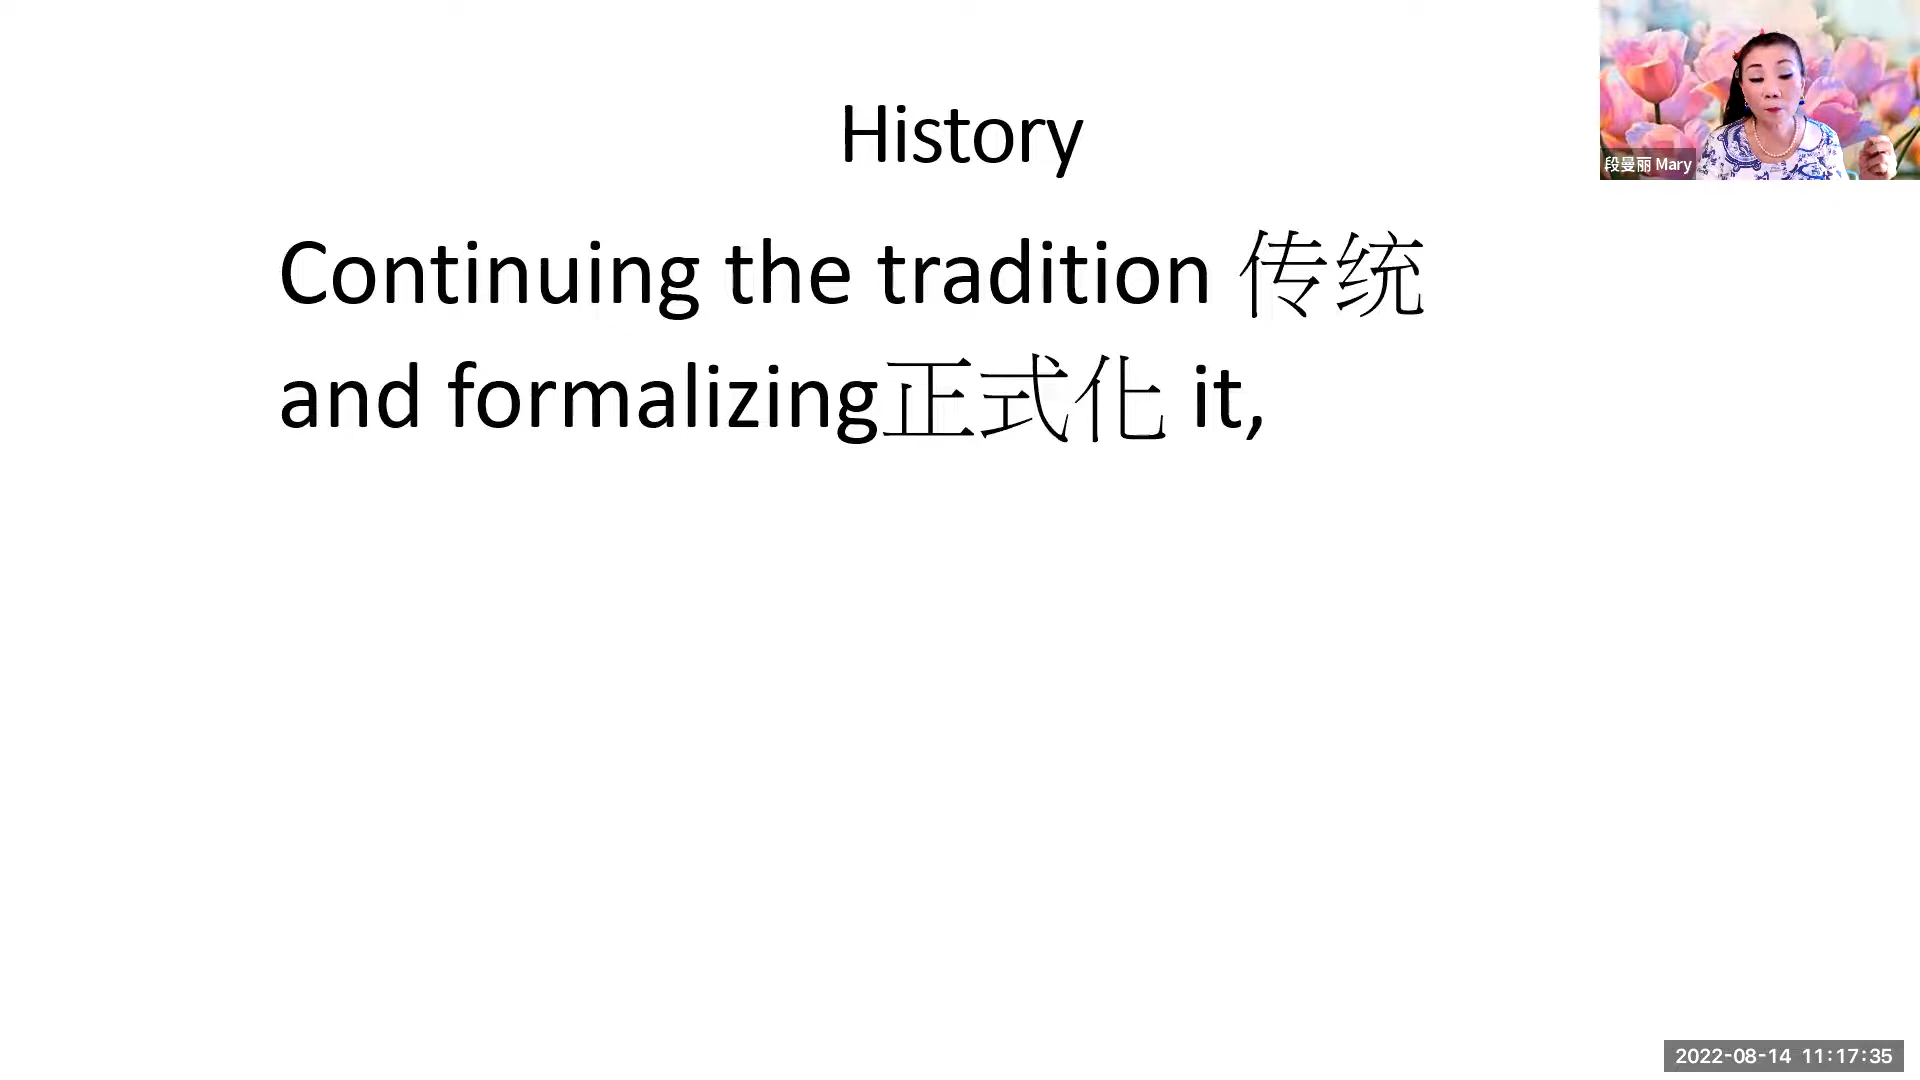 History
段曼丽 Mary
Continuing the tradition 传统
and formalizing正式化 it,
2022-08-14 11:17:35